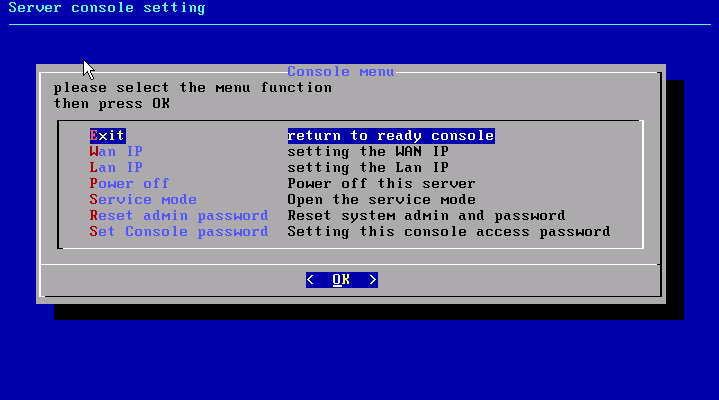 Server console setting
Console menu
please select the menu function
then press OK
Exit return to ready console
Wan IP setting the WAN IP
Lan IP setting the Lan IP
Power off Power off this server
Service mode Open the service mode
Reset admin password Reset system admin and password
Set Console password Setting this console access password
< OK >